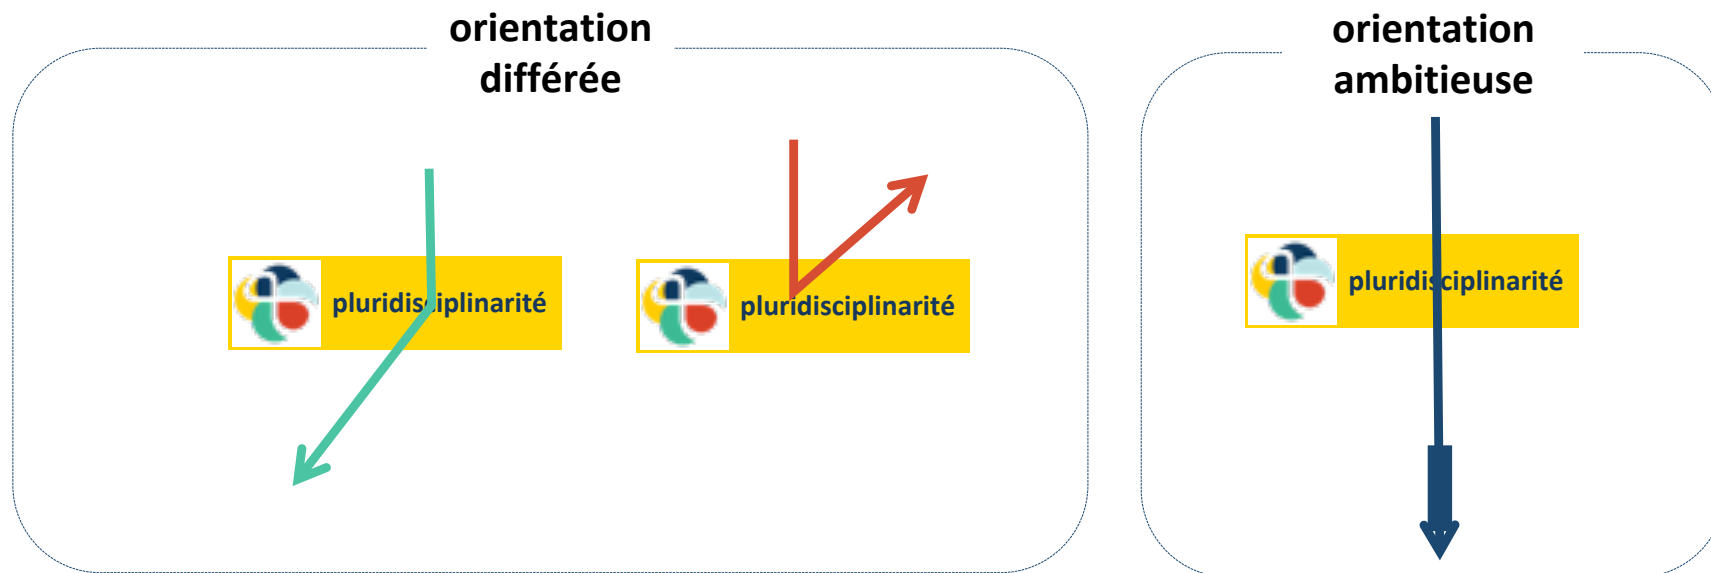 orientation
différée
pluridisciplinarité
pluridisciplinarité
orientation
ambitieuse
pluridisciplinarité